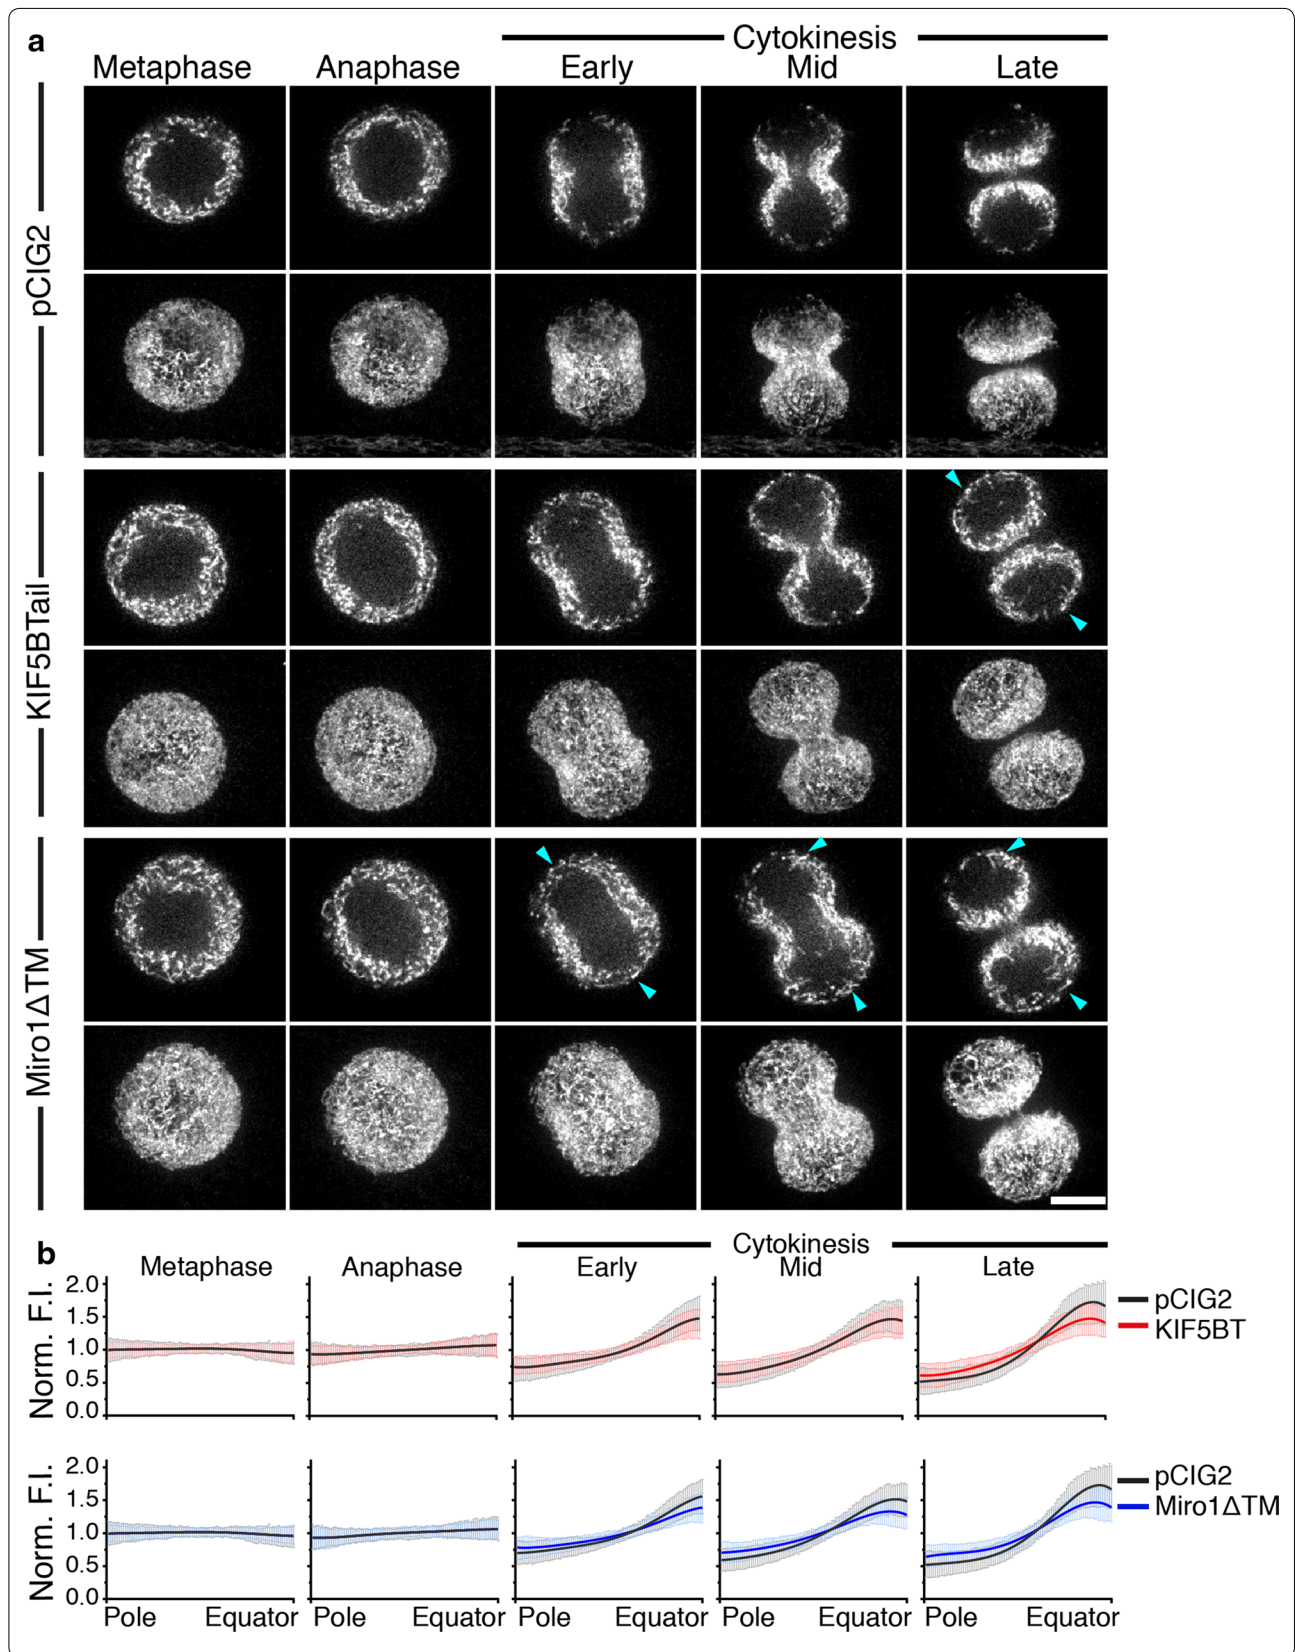 a
Cytokinesis
Metaphase Anaphase Early Mid Late
pCIG2
KIF5BTail
Miro1ΔTM
b
Cytokinesis
Metaphase Anaphase Early Mid Late
Norm. F.I.
2.0
1.5
1.0
0.5
0.0
pCIG2
KIF5BT
Norm. F.I.
2.0
1.5
1.0
0.5
0.0
pCIG2
Miro1ΔTM
Pole Equator Pole Equator Pole Equator Pole Equator Pole Equator